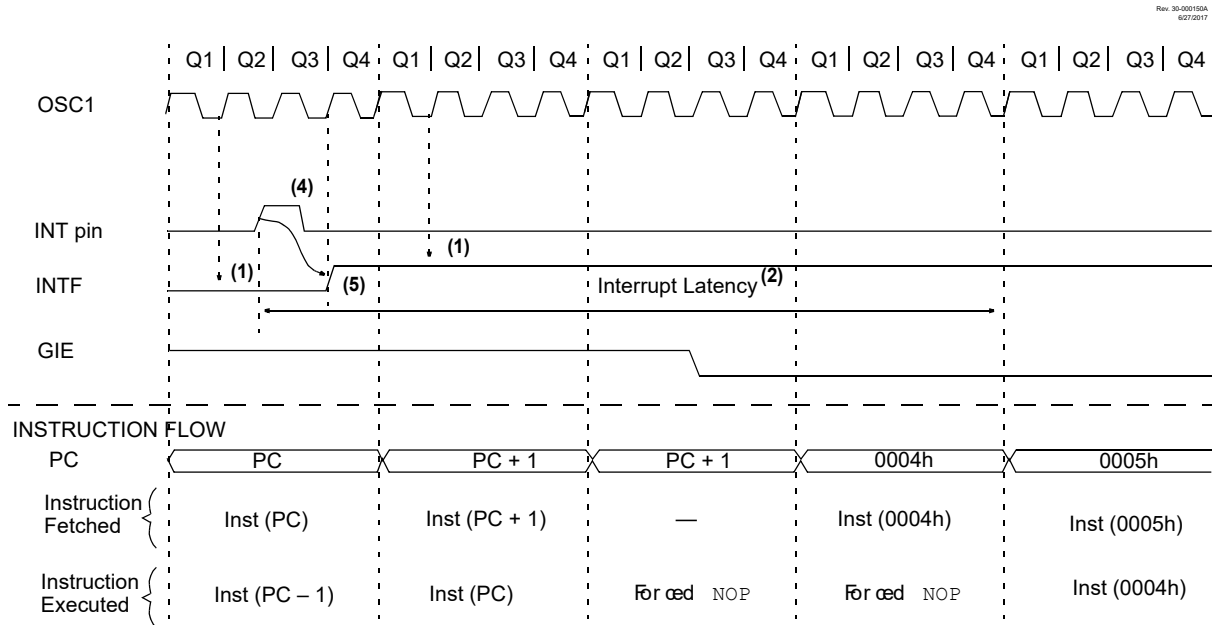 Rev. 30-000150A
6/27/2017
Q1 Q2 Q3 Q4 Q1 Q2 Q3 Q4 Q1 Q2 Q3 Q4 Q1 Q2 Q3 Q4 Q1 Q2 Q3 Q4
OSC1
(4)
INT pin
(1)
(1)
INTF
(5)
Interrupt Latency (2)
GIE
INSTRUCTION FLOW
PC PC PC + 1 PC + 1 0004h 0005h
Instruction
Fetched
Inst (PC) Inst (PC + 1) — Inst (0004h) Inst (0005h)
Instruction
Executed
Inst (PC – 1) Inst (PC) Forced NOP Forced NOP Inst (0004h)